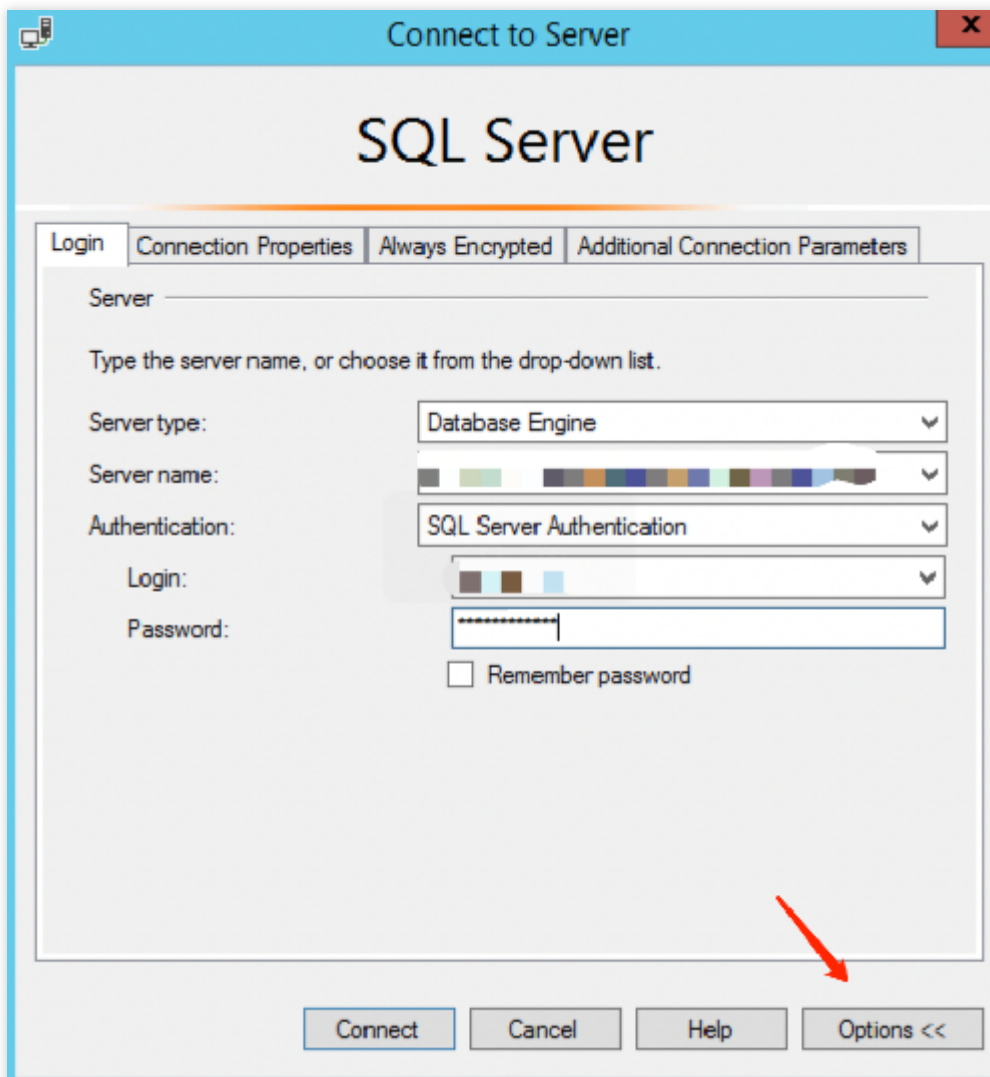 Connect to Server
x
SQL Server
Login Connection Properties Always Encrypted Additional Connection Parameters
Server
Type the server name, or choose it from the drop-down list.
Server type: Database Engine
Server name:
Authentication: SQL Server Authentication
Login:
Password: ************
Remember password
Connect Cancel Help Options <<